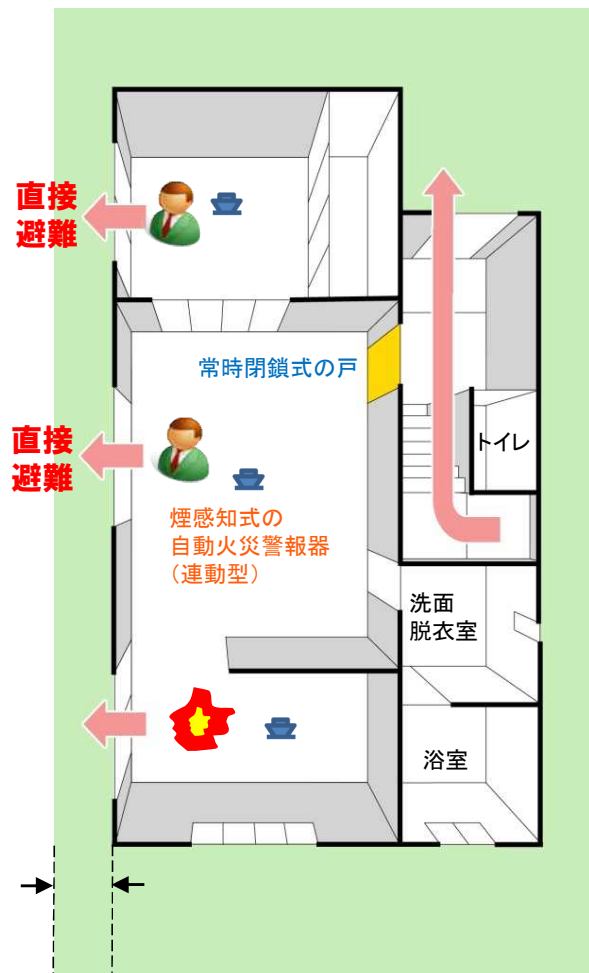 直接
避難
常時閉鎖式の戸
直接
避難
トイレ
煙感知式の
自動火災警報器
（連動型）
洗面
脱衣室
浴室